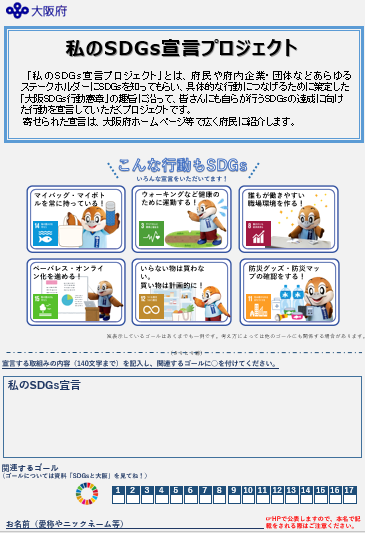 大阪府
私のSDGs宣言プロジェクト
「私のSDGs宣言プロジェクト」とは、府民や府内企業・団体などあらゆる
ステークホルダーにSDGsを知ってもらい、具体的な行動につなげるために策定した
「大阪SDGs行動憲章」の趣旨に沿って、皆さんにも自らが行うSDGsの達成に向け
た行動を宣言していただくプロジェクトです。
寄せられた宣言は、大阪府ホームページ等で広く府民に紹介します。
こんな行動もSDGs
いろんな宣言をいただいてます！
マイバッグ・マイボト
ルを常に持っている！
14
ウォーキングなど健康の
ために運動する！
3
誰もが働きやすい
職場環境を作る！
8
ペーパレス・オンライ
ン化を進める！
15
いらない物は買わな
い。
買い物は計画的に！
12
防災グッズ・防災マッ
プの確認をする！
11
※表示しているゴールはあくまでも一例です。考え方によっては他のゴールにも関係する場合があります。
宣言する取組みの内容（140文字まで）を記入し、関連するゴールに○を付けてください。
私のSDGs宣言
関連するゴール
（ゴールについては資料「SDGsと大阪」を見てね！）
1 2 3 4 5 6 7 8 9 10 11 12 13 14 15 16 17
お名前（愛称やニックネーム等）
☞HPで公表しますので、本名で記
載をされる際はご注意ください。